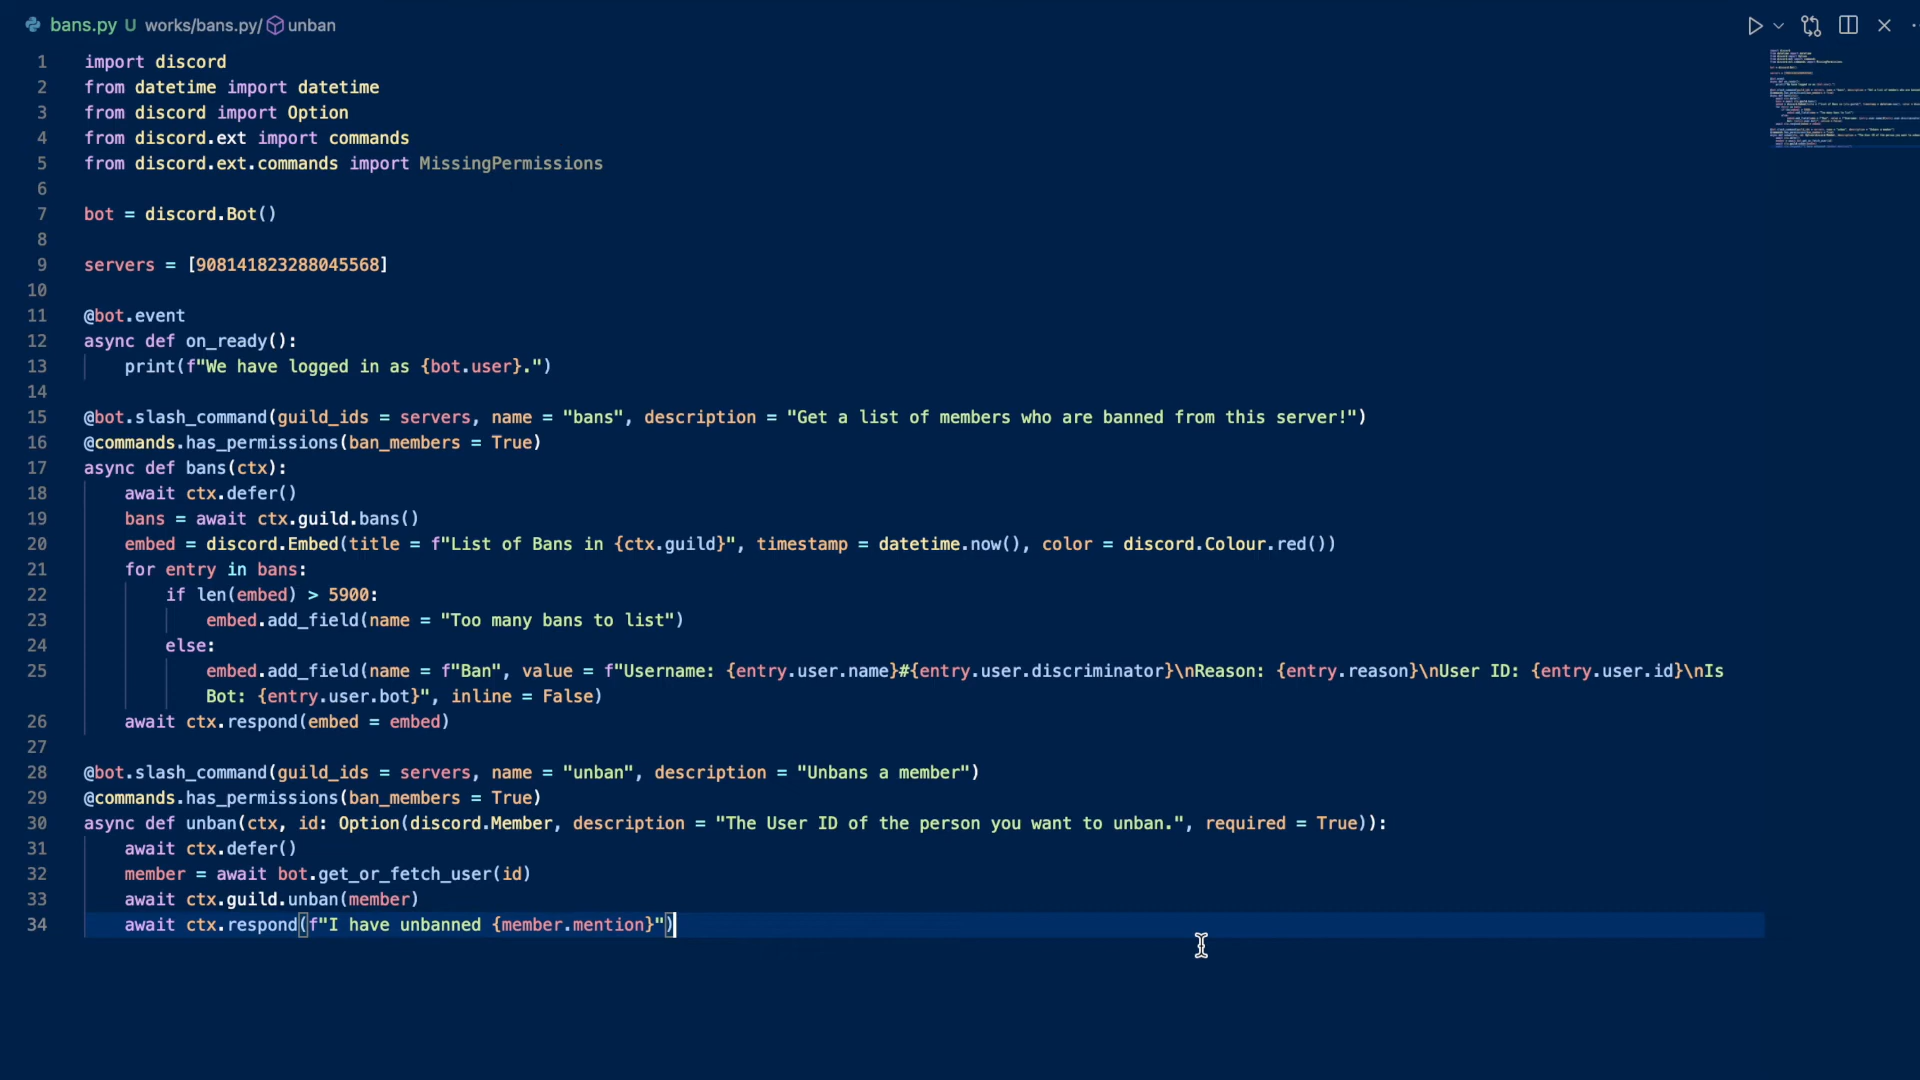 bans.py U works/bans.py/ unban
1 import discord
2 from datetime import datetime
3 from discord import Option
4 from discord.ext import commands
5 from discord.ext.commands import MissingPermissions
6
7 bot = discord.Bot()
8
9 servers = [908141823288045568]
10
11 @bot.event
12 async def on_ready():
13     print(f"We have logged in as {bot.user}.")
14
15 @bot.slash_command(guild_ids = servers, name = "bans", description = "Get a list of members who are banned from this server!")
16 @commands.has_permissions(ban_members = True)
17 async def bans(ctx):
18     await ctx.defer()
19     bans = await ctx.guild.bans()
20     embed = discord.Embed(title = f"List of Bans in {ctx.guild}", timestamp = datetime.now(), color = discord.Colour.red())
21     for entry in bans:
22         if len(embed) > 5900:
23             embed.add_field(name = "Too many bans to list")
24         else:
25             embed.add_field(name = f"Ban", value = f"Username: {entry.user.name}#{entry.user.discriminator}\nReason: {entry.reason}\nUser ID: {entry.user.id}\nIs
            Bot: {entry.user.bot}", inline = False)
26     await ctx.respond(embed = embed)
27
28 @bot.slash_command(guild_ids = servers, name = "unban", description = "Unbans a member")
29 @commands.has_permissions(ban_members = True)
30 async def unban(ctx, id: Option(discord.Member, description = "The User ID of the person you want to unban.", required = True)):
31     await ctx.defer()
32     member = await bot.get_or_fetch_user(id)
33     await ctx.guild.unban(member)
34     await ctx.respond(f"I have unbanned {member.mention}")